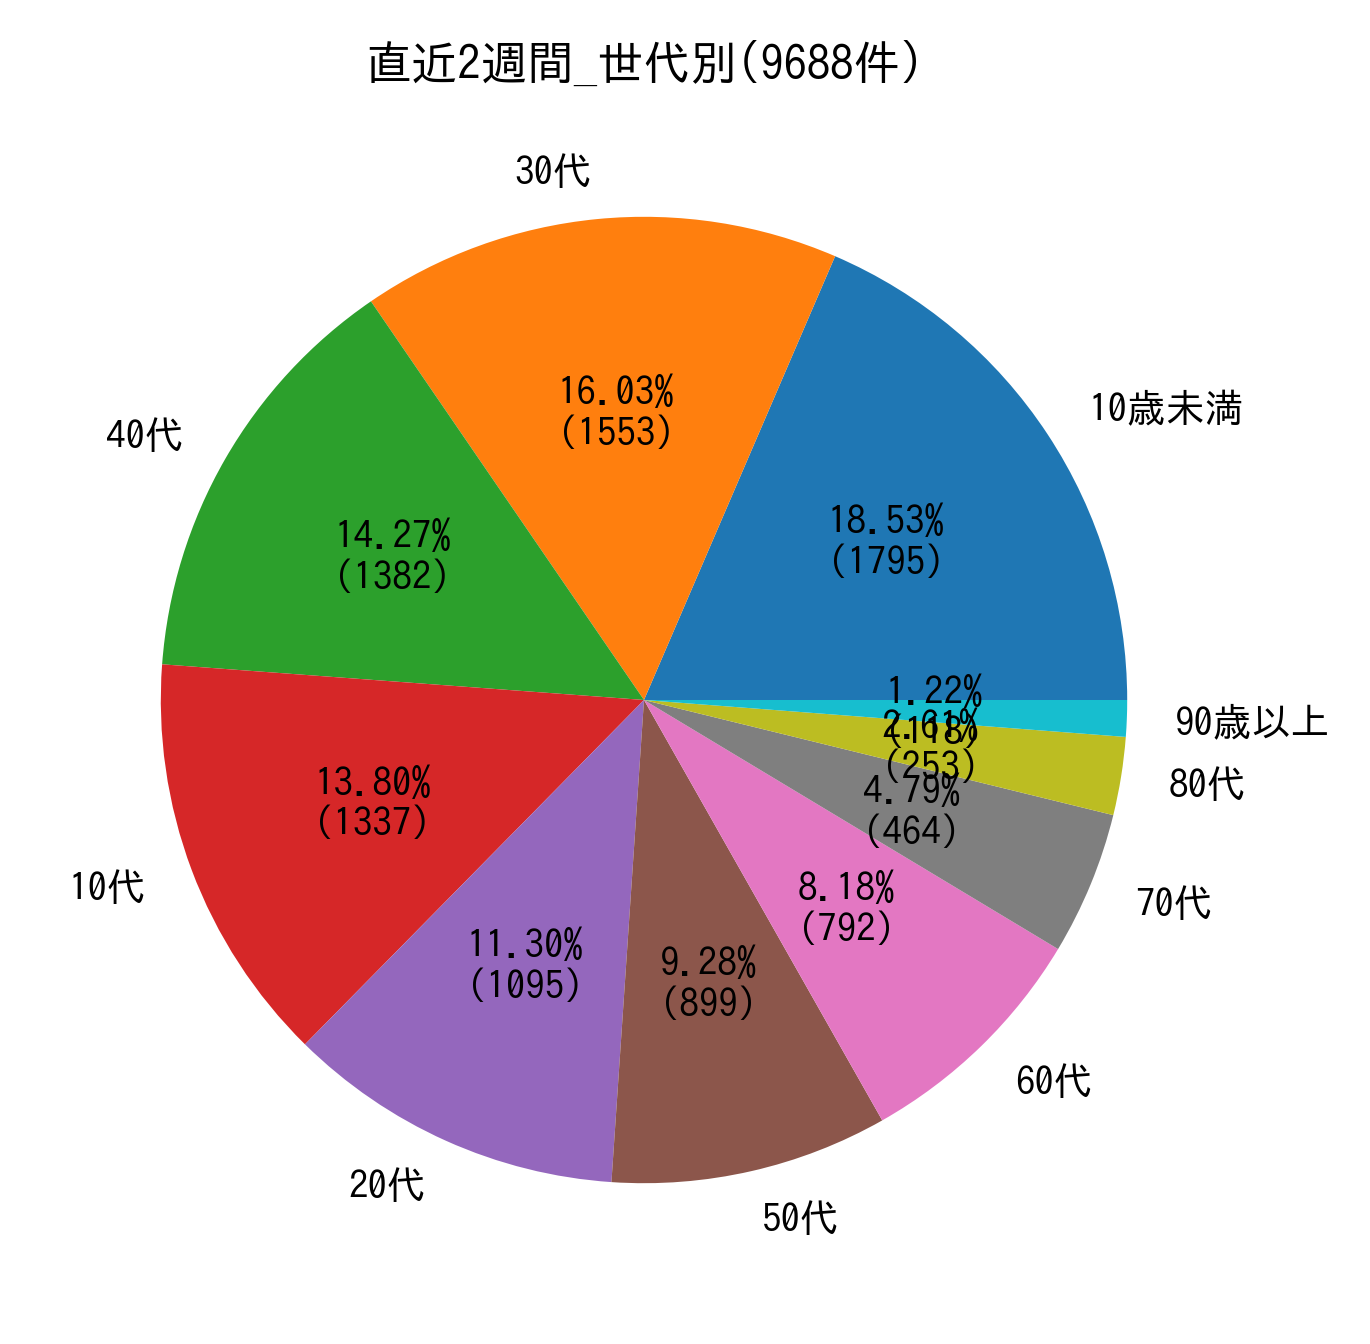 直近2週間_世代別(9688件)
30代
10歳未満
16.03%
(1553)
40代
18.53%
(1795)
14.27%
(1382)
1.22%
(118)
90歳以上
2.61%
(253)
80代
13.80%
(1337)
4.79%
(464)
10代
8.18%
(792)
70代
11.30%
(1095)
9.28%
(899)
60代
20代
50代